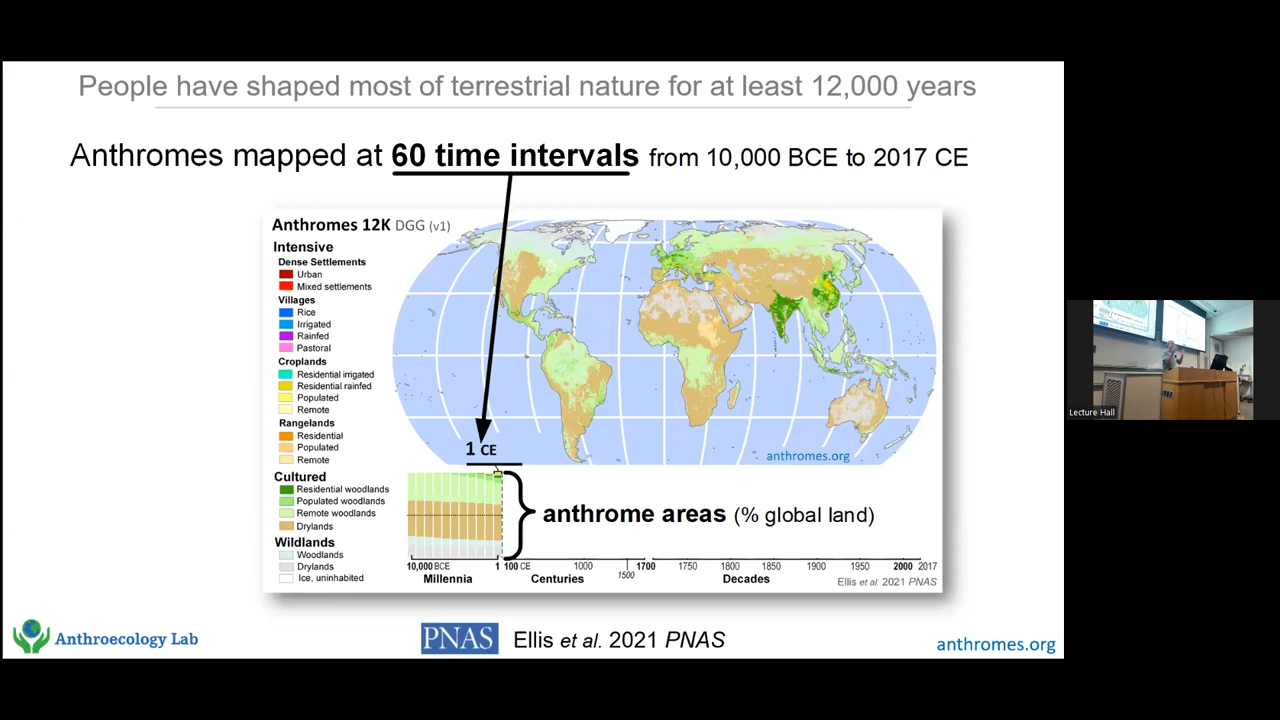 People have shaped most of terrestrial nature for at least 12,000 years
Anthromes mapped at 60 time intervals from 10,000 BCE to 2017 CE
Anthromes 12K DGG (v1)
Intensive
Dense Settlements
Urban
Mixed settlements
Villages
Rice
Irrigated
Rainfed
Pastoral
Croplands
Residential irrigated
Residential rainfed
Populated
Remote
Rangelands
Residential
Populated
Remote
Cultured
Residential woodlands
Populated woodlands
Remote woodlands
Drylands
Wildlands
Woodlands
Drylands
Ice, uninhabited
anthromes.org
1 CE
anthrome areas (% global land)
10,000 BCE 1 100 CE 1000 1500 1700 1750 1800 1850 1900 1950 2000 2017
Millennia Centuries Decades
Ellis et al. 2021 PNAS
Anthroecology Lab
PNAS Ellis et al. 2021 PNAS
anthromes.org
Lecture Hall